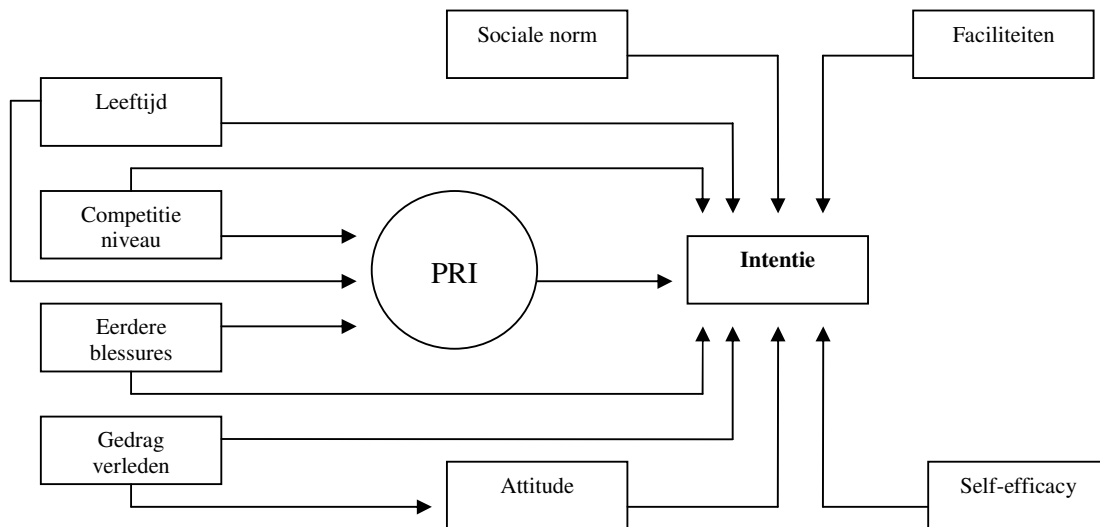 Sociale norm
Faciliteiten
Leeftijd
Competitie
niveau
PRI
Intentie
Eerdere
blessures
Gedrag
verleden
Attitude
Self-efficacy